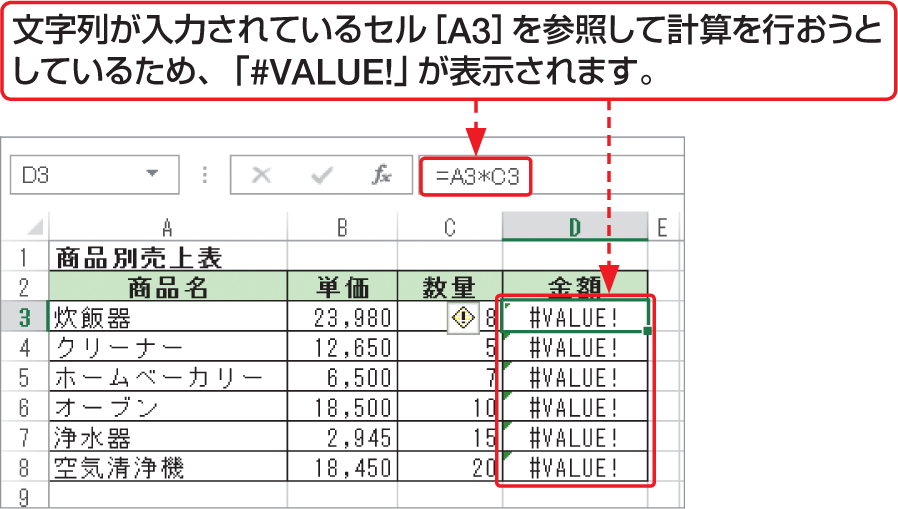 文字列が入力されているセル[A3]を参照して計算を行おうと
しているため、「#VALUE!」が表示されます。
D3 fx =A3*C3
A B C D E
1 商品別売上表
2 商品名 単価 数量 金額
3 炊飯器 23,980 8 #VALUE!
4 クリーナー 12,650 5 #VALUE!
5 ホームベーカリー 6,500 7 #VALUE!
6 オーブン 18,500 10 #VALUE!
7 浄水器 2,945 15 #VALUE!
8 空気清浄機 18,450 20 #VALUE!
9